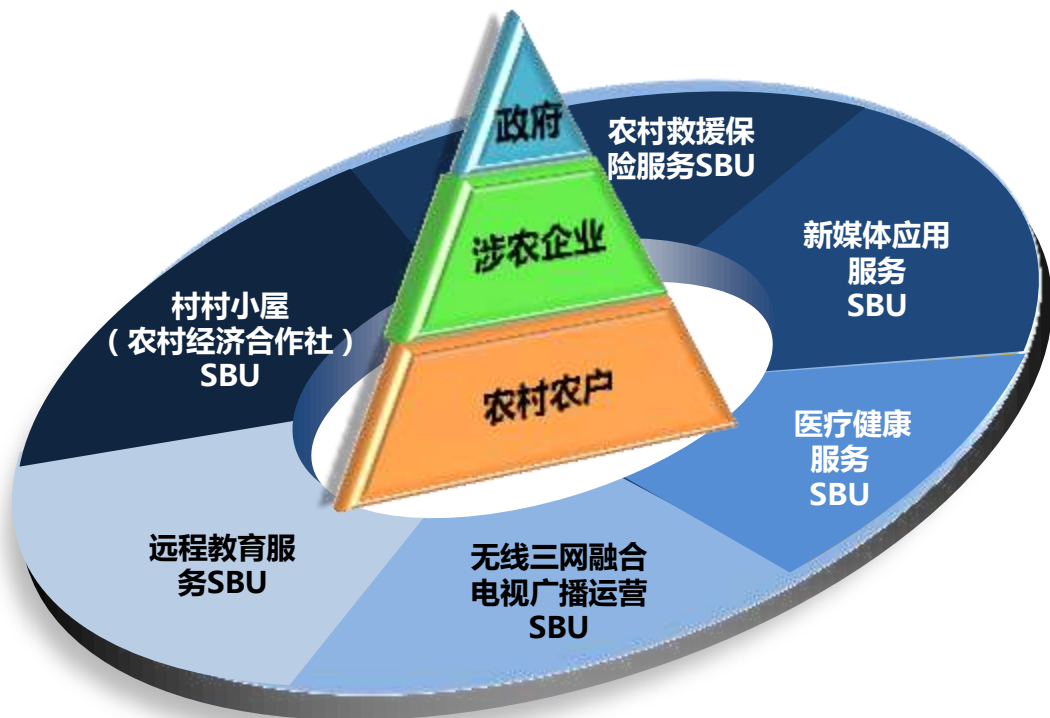 政府
涉农企业
农村农户
农村救援保
险服务SBU
新媒体应用
服务
SBU
医疗健康
服务
SBU
无线三网融合
电视广播运营
SBU
远程教育服
务SBU
村村小屋
（农村经济合作社）
SBU